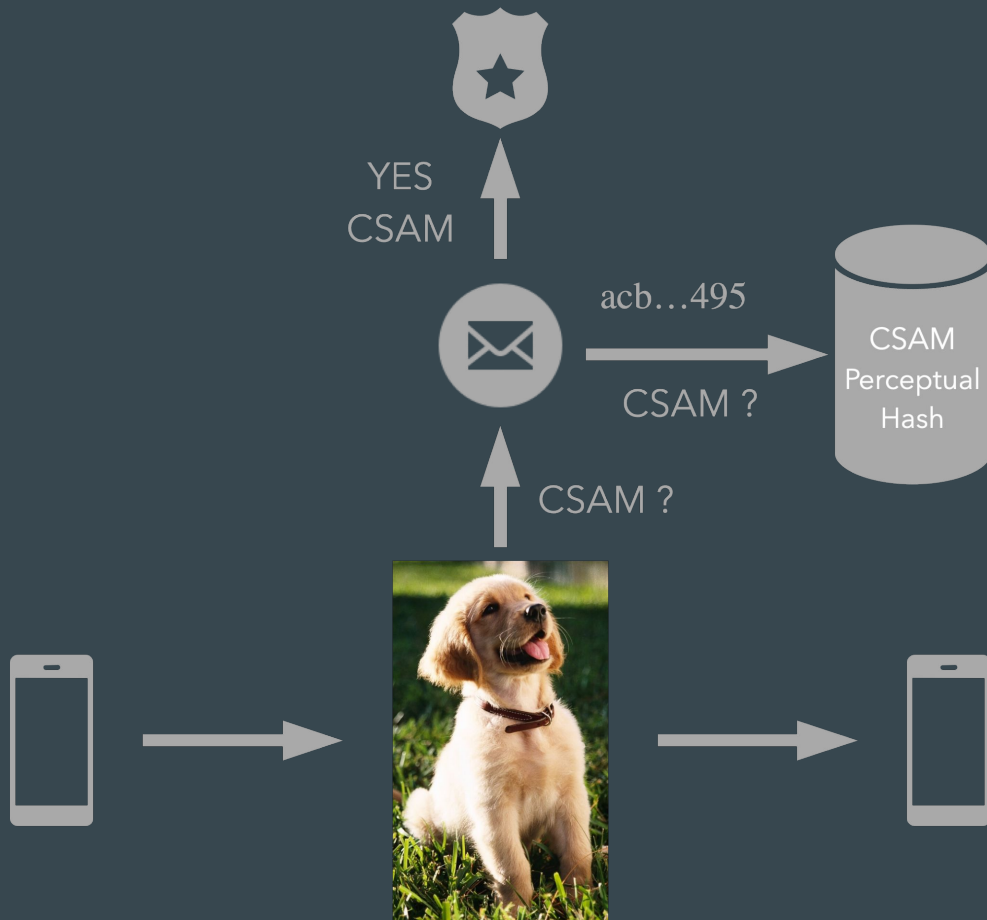 YES
CSAM
acb...495
CSAM ?
CSAM
Perceptual
Hash
CSAM ?